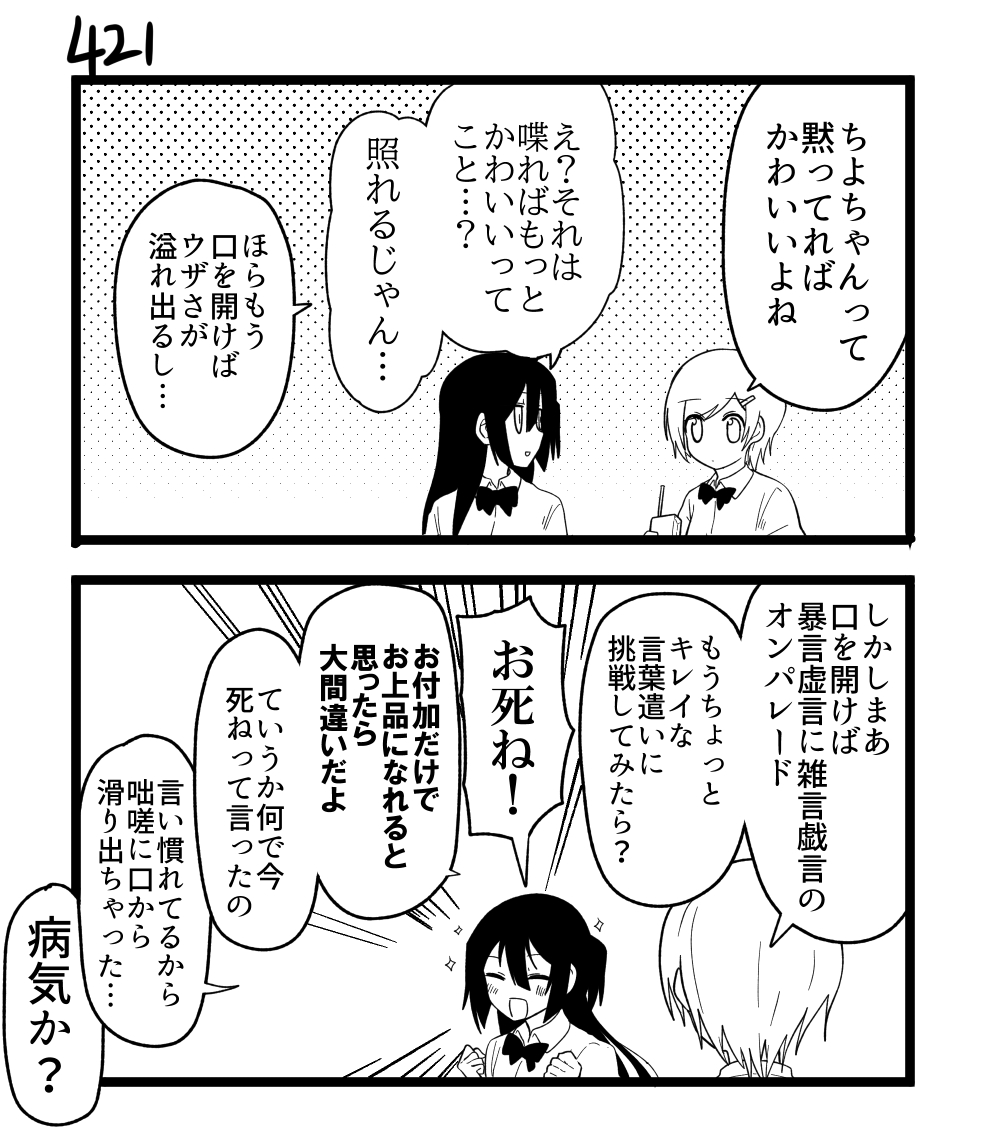 421
ちよちゃんって
黙ってれば
かわいいよね
え?それは
喋ればもっと
かわいいって
こと…?
照れるじゃん…
ほらもう
口を開けば
ウザさが
溢れ出るし…
しかしまあ
口を開けば
暴言虚言に雑言戯言の
オンパレード
もうちょっと
キレイな
言葉遣いに
挑戦してみたら?
お死ね!
お付加だけで
お上品になれると
思ったら
大間違いだよ
ていうか何で今
死ねって言ったの
言い慣れてるから
咄嗟に口から
滑り出ちゃった…
病気か?